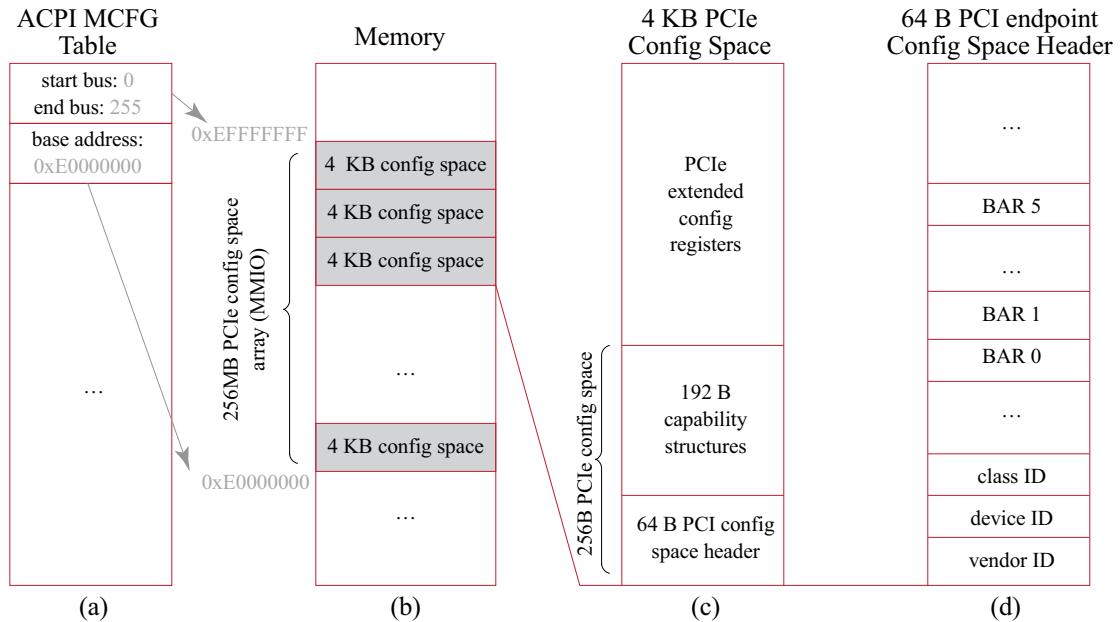 ACPI MCFG
Table
start bus: 0
end bus: 255
base address:
0xE0000000
…
(a)
Memory
0xEFFFFFFF
4 KB config space
4 KB config space
4 KB config space
…
4 KB config space
0xE0000000
…
256MB PCIe config space
array (MMIO)
(b)
4 KB PCIe
Config Space
PCIe
extended
config
registers
192 B
capability
structures
64 B PCI config
space header
256B PCIe config space
(c)
64 B PCI endpoint
Config Space Header
…
BAR 5
…
BAR 1
BAR 0
…
class ID
device ID
vendor ID
(d)